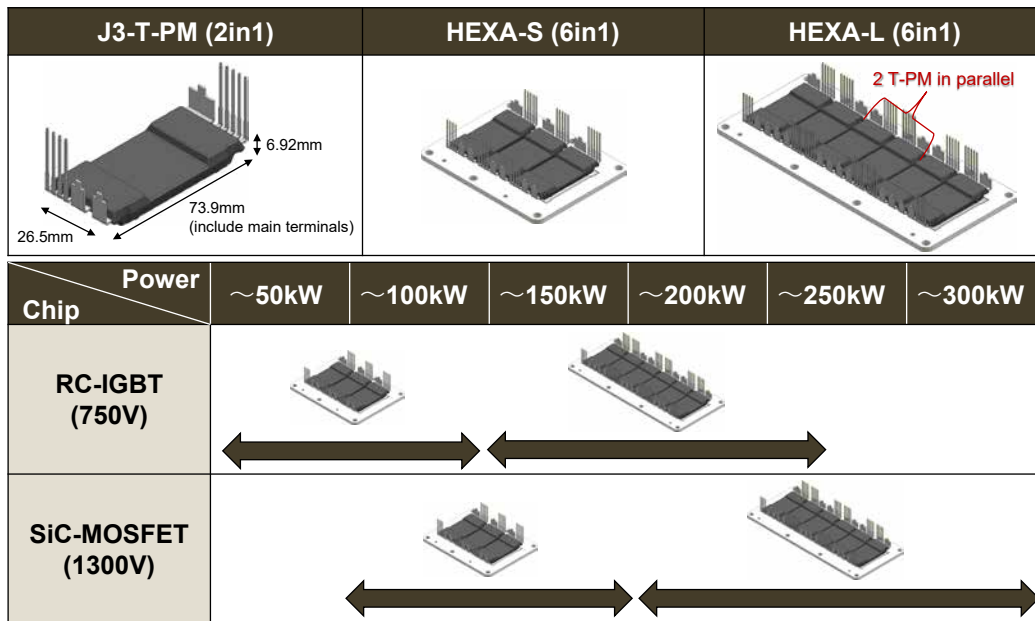 J3-T-PM (2in1)
HEXA-S (6in1)
HEXA-L (6in1)
2 T-PM in parallel
6.92mm
73.9mm
(include main terminals)
26.5mm
Power
Chip
～50kW
～100kW
～150kW
～200kW
～250kW
～300kW
RC-IGBT
(750V)
SiC-MOSFET
(1300V)